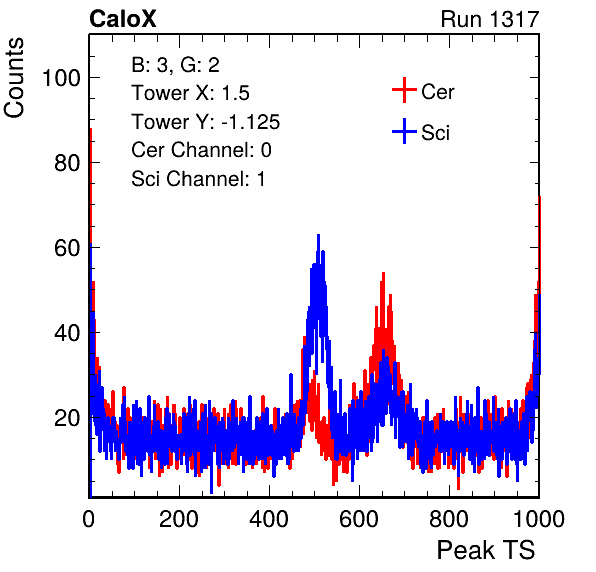 CaloX Run 1317
Counts
B: 3, G: 2
Tower X: 1.5
Tower Y: -1.125
Cer Channel: 0
Sci Channel: 1
Cer
Sci
100
80
60
40
20
0 200 400 600 800 1000
Peak TS